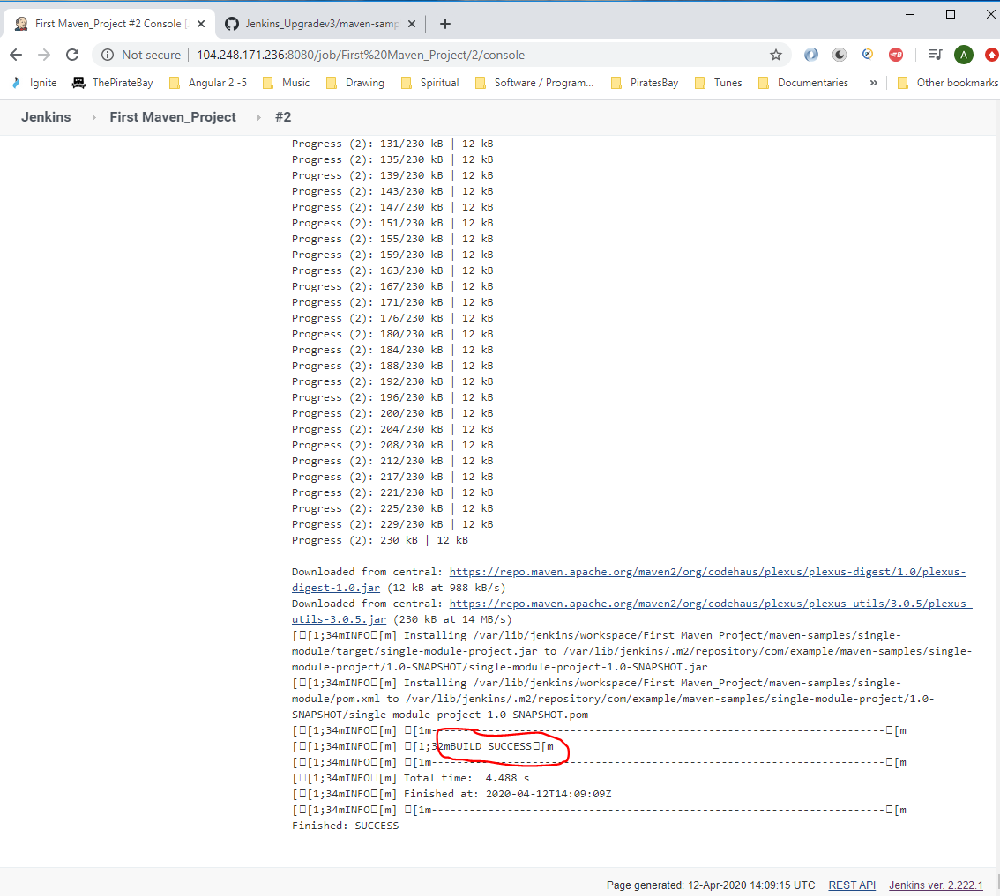 First Maven_Project #2 Console [
Jenkins_Upgradev3/maven-samp
Not secure
104.248.171.236:8080/job/First%20Maven_Project/2/console
A
Ignite
ThePirateBay
Angular 2 -5
Music
Drawing
Spiritual
Software / Program...
PiratesBay
Tunes
Documentaries
»
Other bookmarks
Jenkins
First Maven_Project
#2
Progress (2): 131/230 kB | 12 kB
Progress (2): 135/230 kB | 12 kB
Progress (2): 139/230 kB | 12 kB
Progress (2): 143/230 kB | 12 kB
Progress (2): 147/230 kB | 12 kB
Progress (2): 151/230 kB | 12 kB
Progress (2): 155/230 kB | 12 kB
Progress (2): 159/230 kB | 12 kB
Progress (2): 163/230 kB | 12 kB
Progress (2): 167/230 kB | 12 kB
Progress (2): 171/230 kB | 12 kB
Progress (2): 176/230 kB | 12 kB
Progress (2): 180/230 kB | 12 kB
Progress (2): 184/230 kB | 12 kB
Progress (2): 188/230 kB | 12 kB
Progress (2): 192/230 kB | 12 kB
Progress (2): 196/230 kB | 12 kB
Progress (2): 200/230 kB | 12 kB
Progress (2): 204/230 kB | 12 kB
Progress (2): 208/230 kB | 12 kB
Progress (2): 212/230 kB | 12 kB
Progress (2): 217/230 kB | 12 kB
Progress (2): 221/230 kB | 12 kB
Progress (2): 225/230 kB | 12 kB
Progress (2): 229/230 kB | 12 kB
Progress (2): 230 kB | 12 kB
Downloaded from central: https://repo.maven.apache.org/maven2/org/codehaus/plexus/plexus-digest/1.0/plexus-
digest-1.0.jar (12 kB at 988 kB/s)
Downloaded from central: https://repo.maven.apache.org/maven2/org/codehaus/plexus/plexus-utils/3.0.5/plexus-
utils-3.0.5.jar (230 kB at 14 MB/s)
[□[1;34mINFO□[m] Installing /var/lib/jenkins/workspace/First Maven_Project/maven-samples/single-
module/target/single-module-project.jar to /var/lib/jenkins/.m2/repository/com/example/maven-samples/single-
module-project/1.0-SNAPSHOT/single-module-project-1.0-SNAPSHOT.jar
[□[1;34mINFO□[m] Installing /var/lib/jenkins/workspace/First Maven_Project/maven-samples/single-
module/pom.xml to /var/lib/jenkins/.m2/repository/com/example/maven-samples/single-module-project/1.0-
SNAPSHOT/single-module-project-1.0-SNAPSHOT.pom
[□[1;34mINFO□[m] □[1m------------------------------------------------------------------------□[m
[□[1;34mINFO□[m] □[1;32mBUILD SUCCESS□[m
[□[1;34mINFO□[m] □[1m------------------------------------------------------------------------□[m
[□[1;34mINFO□[m] Total time:  4.488 s
[□[1;34mINFO□[m] Finished at: 2020-04-12T14:09:09Z
[□[1;34mINFO□[m] □[1m------------------------------------------------------------------------□[m
Finished: SUCCESS
Page generated: 12-Apr-2020 14:09:15 UTC
REST API
Jenkins ver. 2.222.1